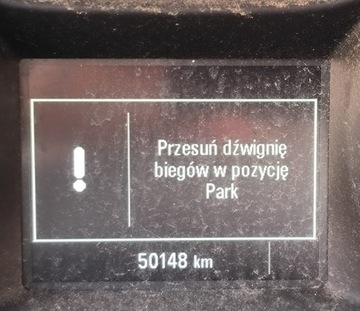 !
Przesuń dźwignię
biegów w pozycję
Park
50148 km